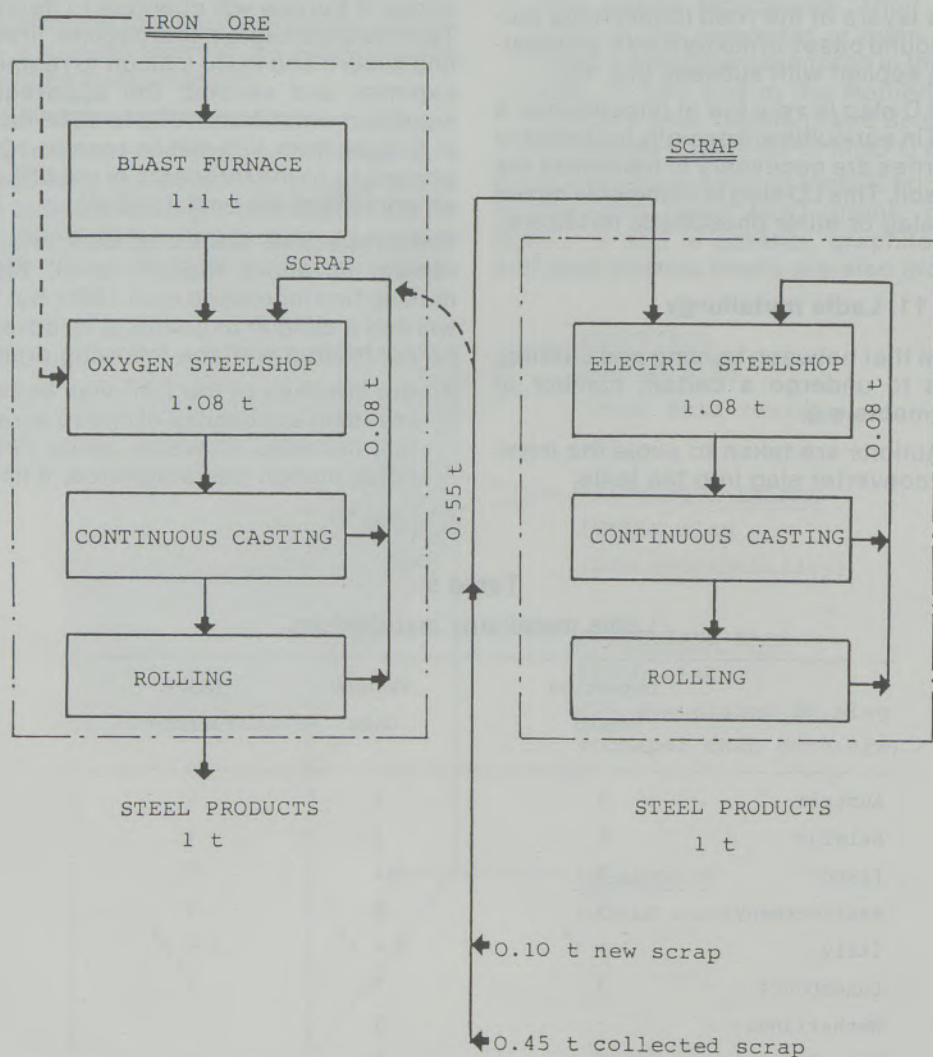 IRON ORE
BLAST FURNACE
1.1 t
SCRAP
OXYGEN STEELSHOP
1.08 t
0.08 t
CONTINUOUS CASTING
ROLLING
STEEL PRODUCTS
1 t
0.55 t
SCRAP
ELECTRIC STEELSHOP
1.08 t
0.08 t
CONTINUOUS CASTING
ROLLING
STEEL PRODUCTS
1 t
0.10 t new scrap
0.45 t collected scrap